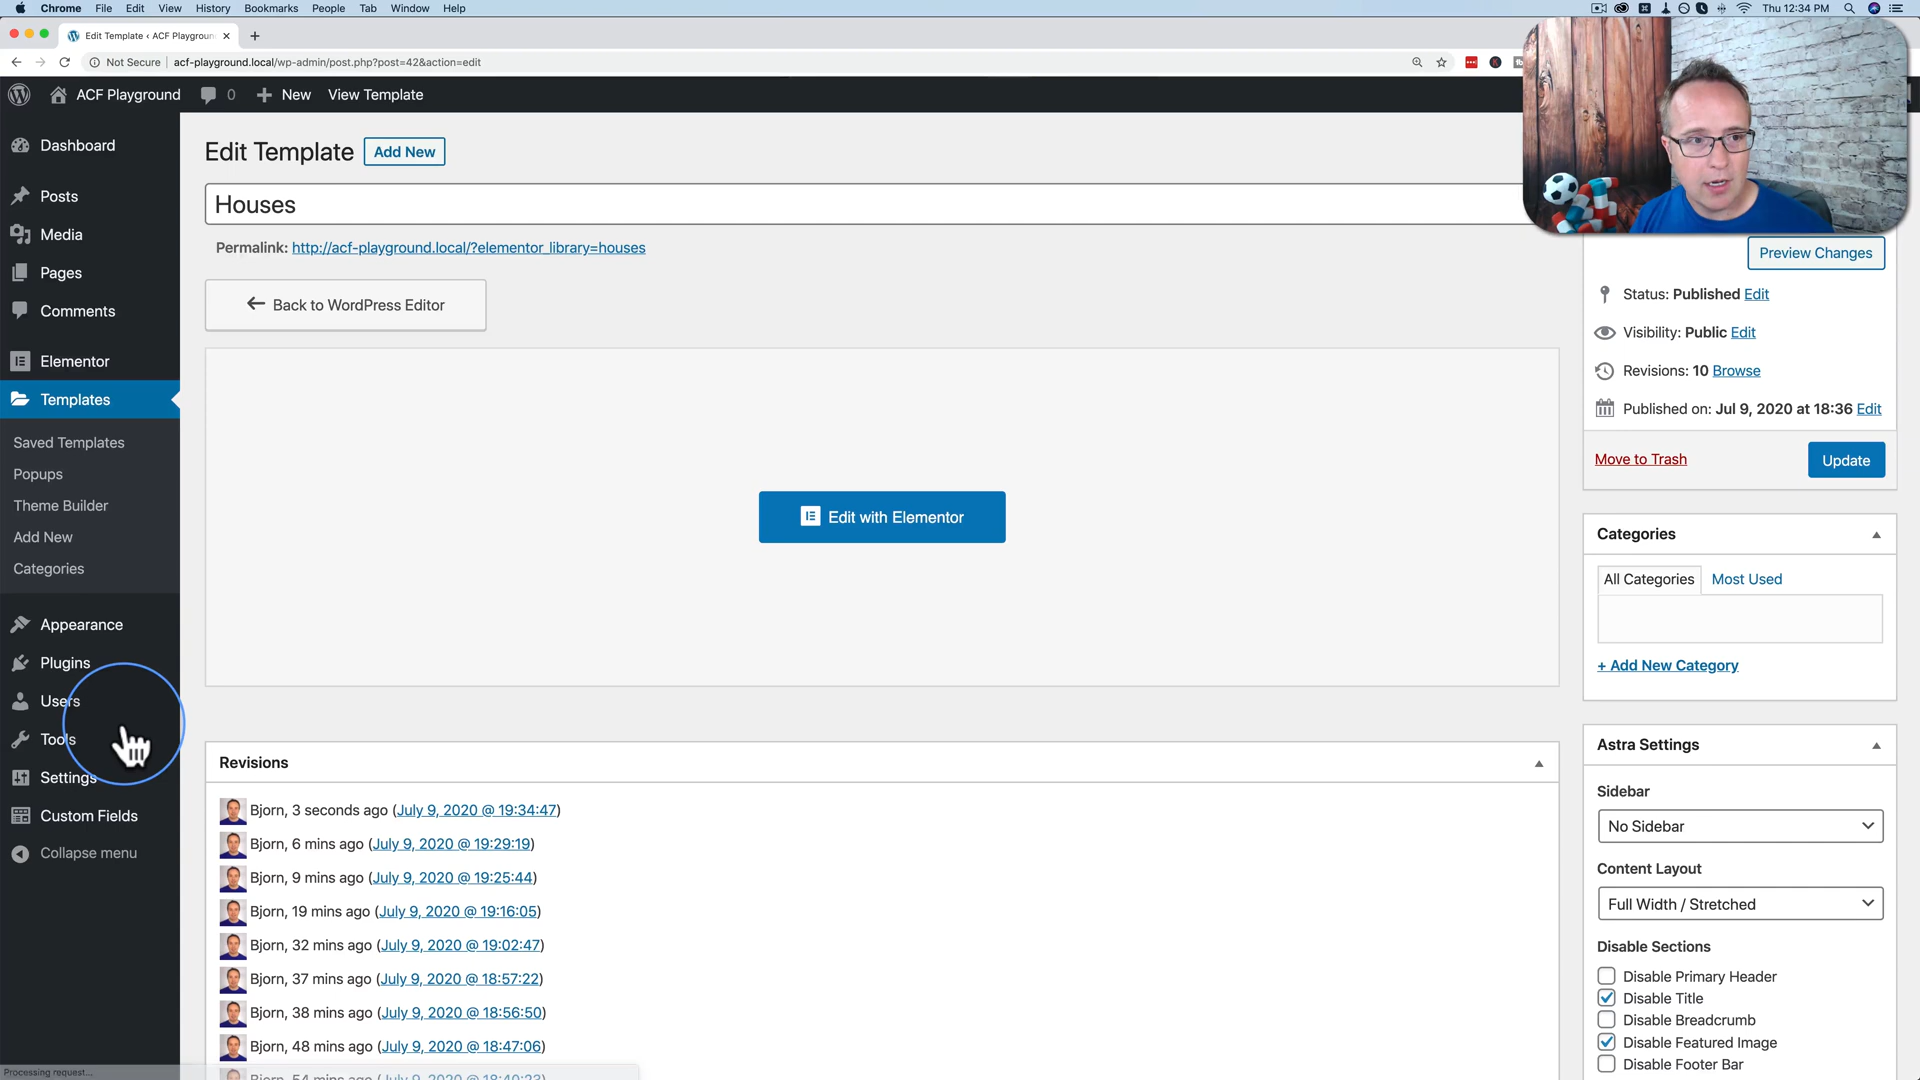 Chrome File Edit View History Bookmarks People Tab Window Help
Thu 12:34 PM
Edit Template ‹ ACF Playgroun
Not Secure acf-playground.local/wp-admin/post.php?post=42&action=edit
ACF Playground 0 New View Template
Dashboard
Posts
Media
Pages
Comments
Elementor
Templates
Saved Templates
Popups
Theme Builder
Add New
Categories
Appearance
Plugins
Users
Tools
Settings
Custom Fields
Collapse menu
Processing request...
Edit Template Add New
Houses
Permalink: http://acf-playground.local/?elementor_library=houses
Back to WordPress Editor
Edit with Elementor
Revisions
Bjorn, 3 seconds ago (July 9, 2020 @ 19:34:47)
Bjorn, 6 mins ago (July 9, 2020 @ 19:29:19)
Bjorn, 9 mins ago (July 9, 2020 @ 19:25:44)
Bjorn, 19 mins ago (July 9, 2020 @ 19:16:05)
Bjorn, 32 mins ago (July 9, 2020 @ 19:02:47)
Bjorn, 37 mins ago (July 9, 2020 @ 18:57:22)
Bjorn, 38 mins ago (July 9, 2020 @ 18:56:50)
Bjorn, 48 mins ago (July 9, 2020 @ 18:47:06)
Bjorn, 54 mins ago (July 9, 2020 @ 18:40:23)
Preview Changes
Status: Published Edit
Visibility: Public Edit
Revisions: 10 Browse
Published on: Jul 9, 2020 at 18:36 Edit
Move to Trash Update
Categories
All Categories Most Used
+ Add New Category
Astra Settings
Sidebar
No Sidebar
Content Layout
Full Width / Stretched
Disable Sections
Disable Primary Header
Disable Title
Disable Breadcrumb
Disable Featured Image
Disable Footer Bar